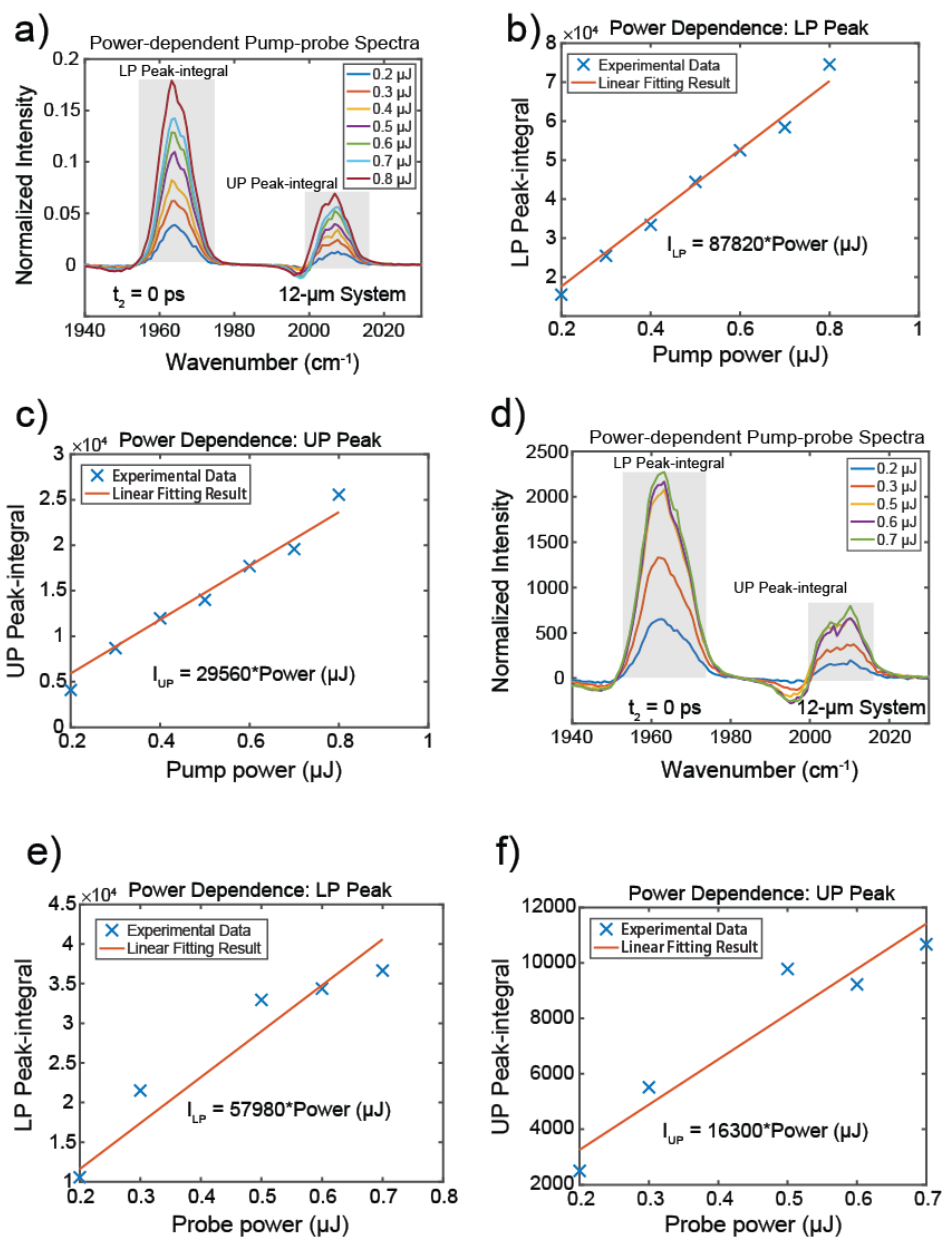 a)
Power-dependent Pump-probe Spectra
LP Peak-integral
UP Peak-integral
0.2 μJ
0.3 μJ
0.4 μJ
0.5 μJ
0.6 μJ
0.7 μJ
0.8 μJ
Normalized Intensity
0.2
0.15
0.1
0.05
0
t₂ = 0 ps
12-μm System
1940 1960 1980 2000 2020
Wavenumber (cm⁻¹)
b)
×10⁴
Power Dependence: LP Peak
Experimental Data
Linear Fitting Result
LP Peak-integral
8
7
6
5
4
3
2
1
I_LP = 87820*Power (μJ)
0.2 0.4 0.6 0.8 1
Pump power (μJ)
c)
×10⁴
Power Dependence: UP Peak
Experimental Data
Linear Fitting Result
UP Peak-integral
3
2.5
2
1.5
1
0.5
0
I_UP = 29560*Power (μJ)
0.2 0.4 0.6 0.8 1
Pump power (μJ)
d)
Power-dependent Pump-probe Spectra
LP Peak-integral
UP Peak-integral
0.2 μJ
0.3 μJ
0.5 μJ
0.6 μJ
0.7 μJ
Normalized Intensity
2500
2000
1500
1000
500
0
t₂ = 0 ps
12-μm System
1940 1960 1980 2000 2020
Wavenumber (cm⁻¹)
e)
×10⁴
Power Dependence: LP Peak
Experimental Data
Linear Fitting Result
LP Peak-integral
4.5
4
3.5
3
2.5
2
1.5
1
I_LP = 57980*Power (μJ)
0.2 0.3 0.4 0.5 0.6 0.7 0.8
Probe power (μJ)
f)
Power Dependence: UP Peak
Experimental Data
Linear Fitting Result
UP Peak-integral
12000
10000
8000
6000
4000
2000
I_UP = 16300*Power (μJ)
0.2 0.3 0.4 0.5 0.6 0.7
Probe power (μJ)